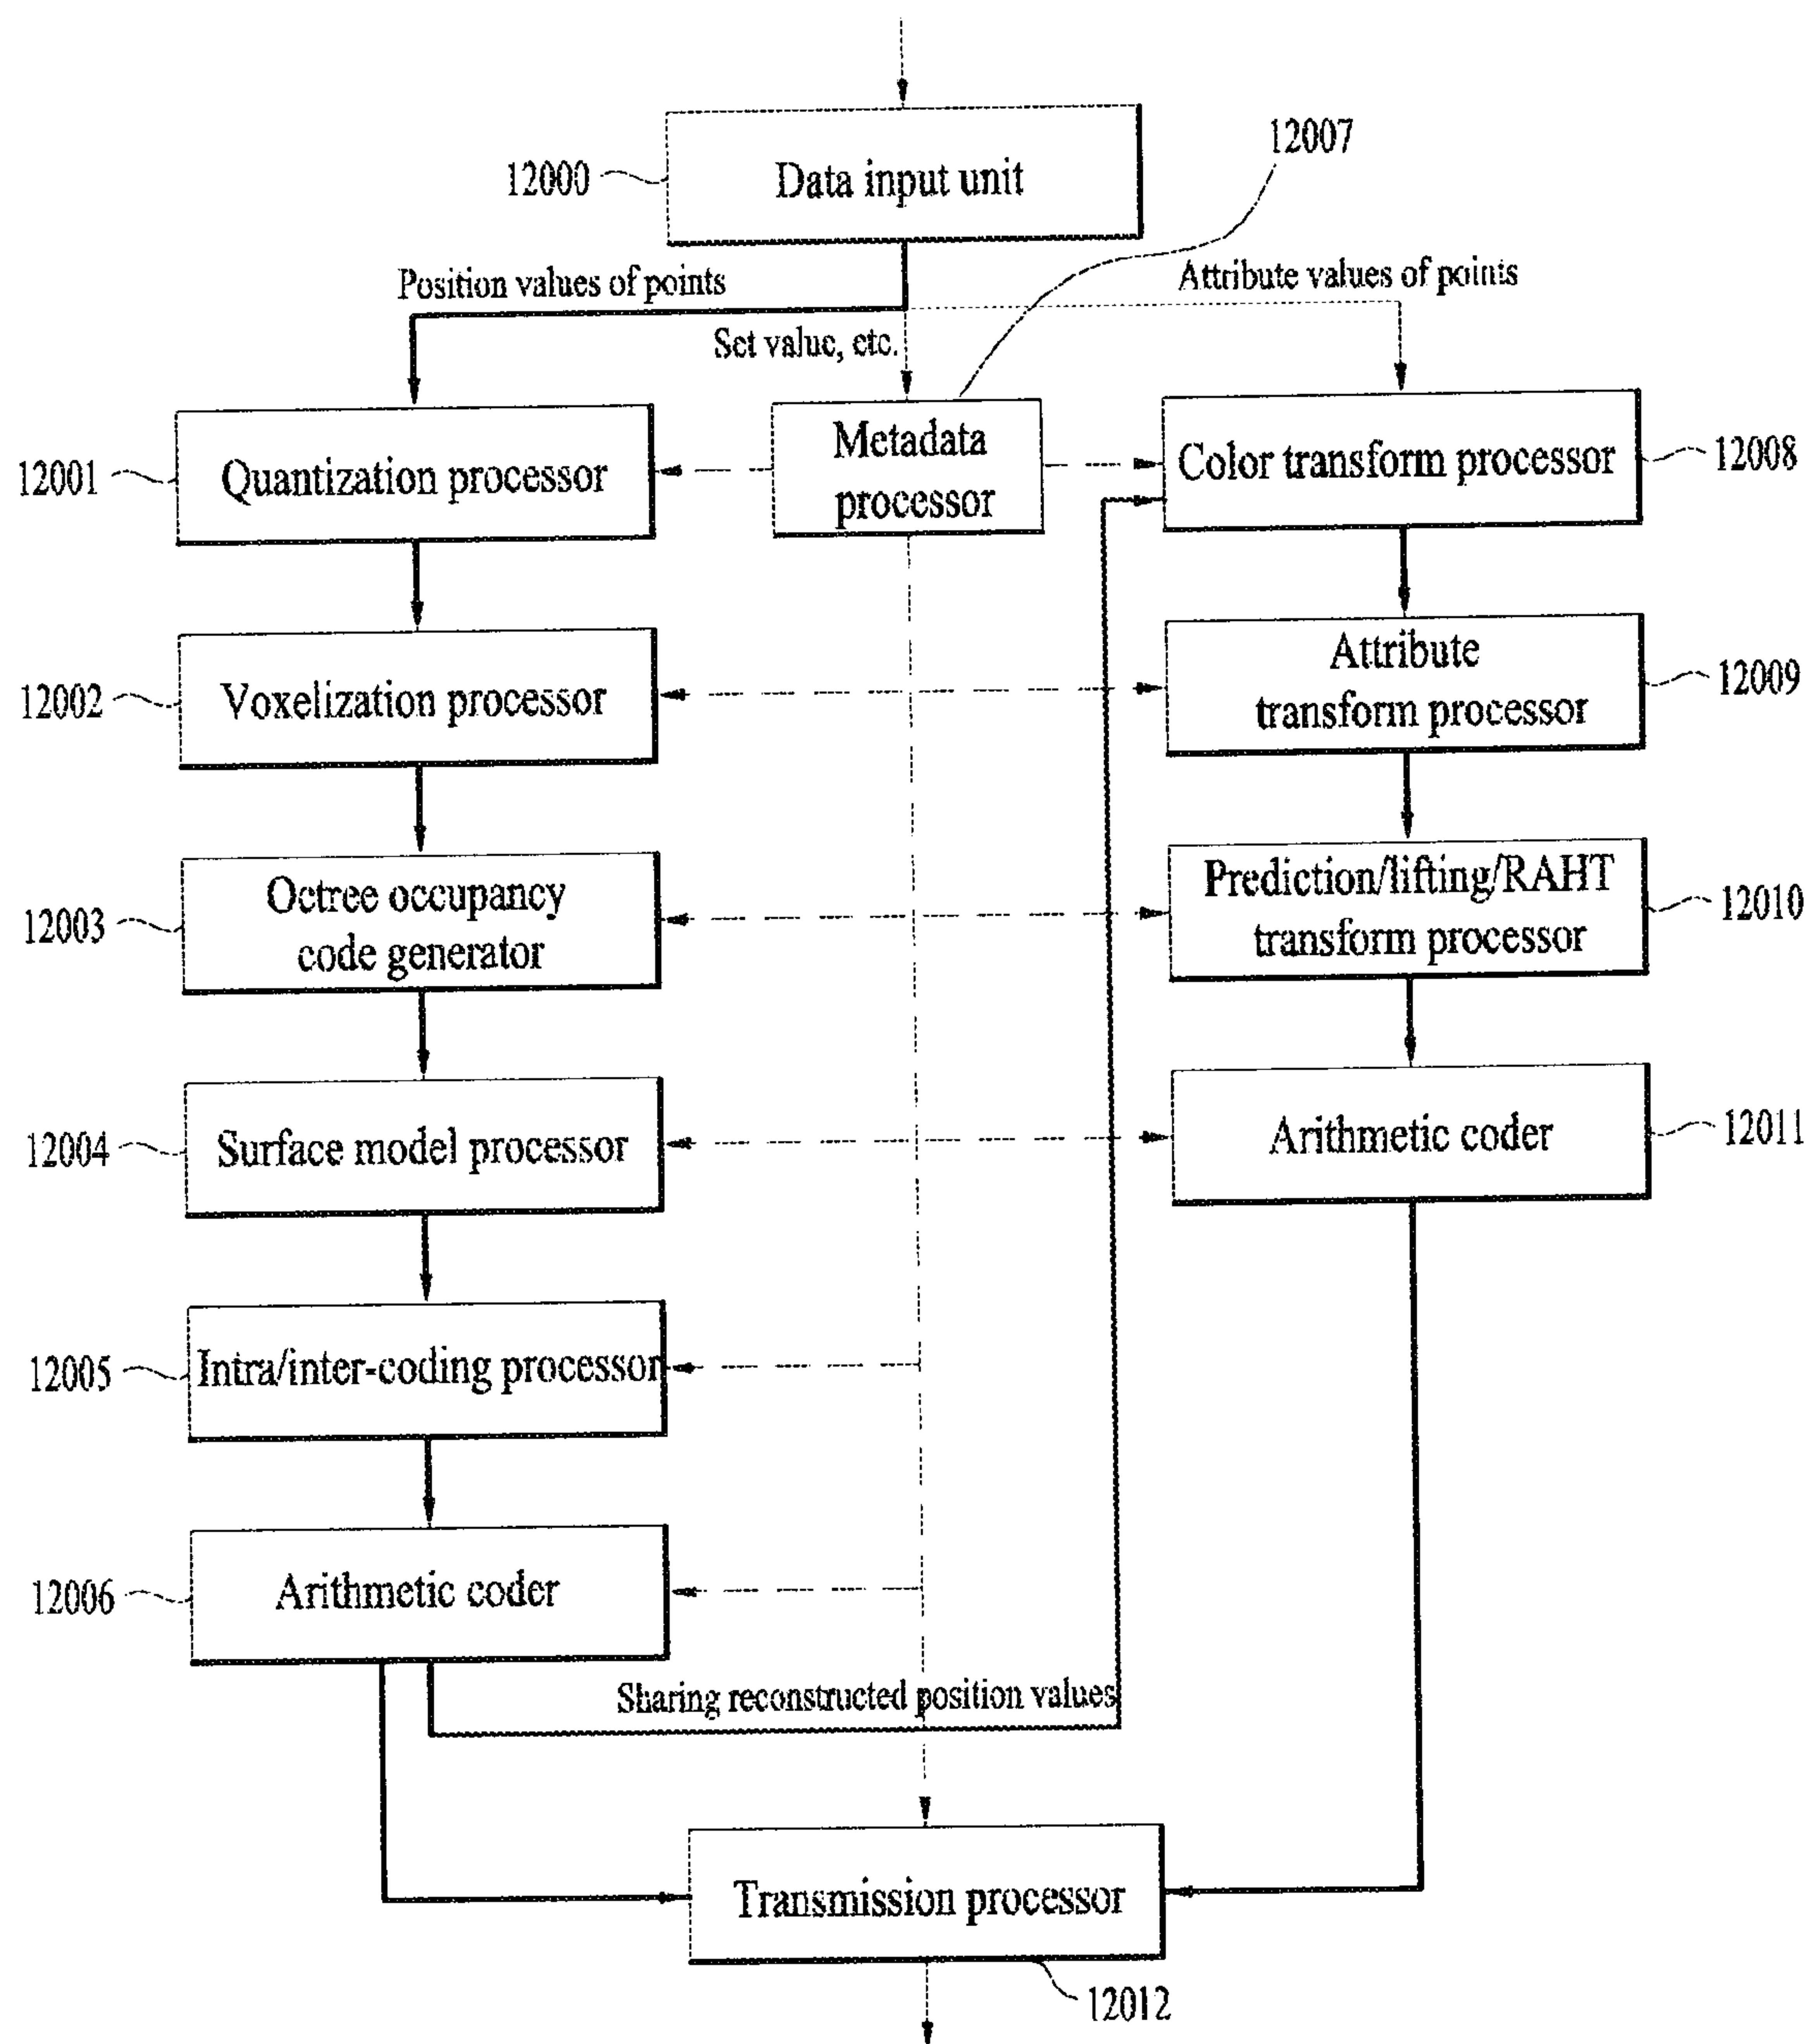 12007
12000
Data input unit
Position values of points
Attribute values of points
Set value, etc.
12001
Quantization processor
Metadata
processor
Color transform processor
12008
12002
Voxelization processor
Attribute
transform processor
12009
12003
Octree occupancy
code generator
Prediction/lifting/RAHT
transform processor
12010
12004
Surface model processor
Arithmetic coder
12011
12005
Intra/inter-coding processor
12006
Arithmetic coder
Sharing reconstructed position values
Transmission processor
12012